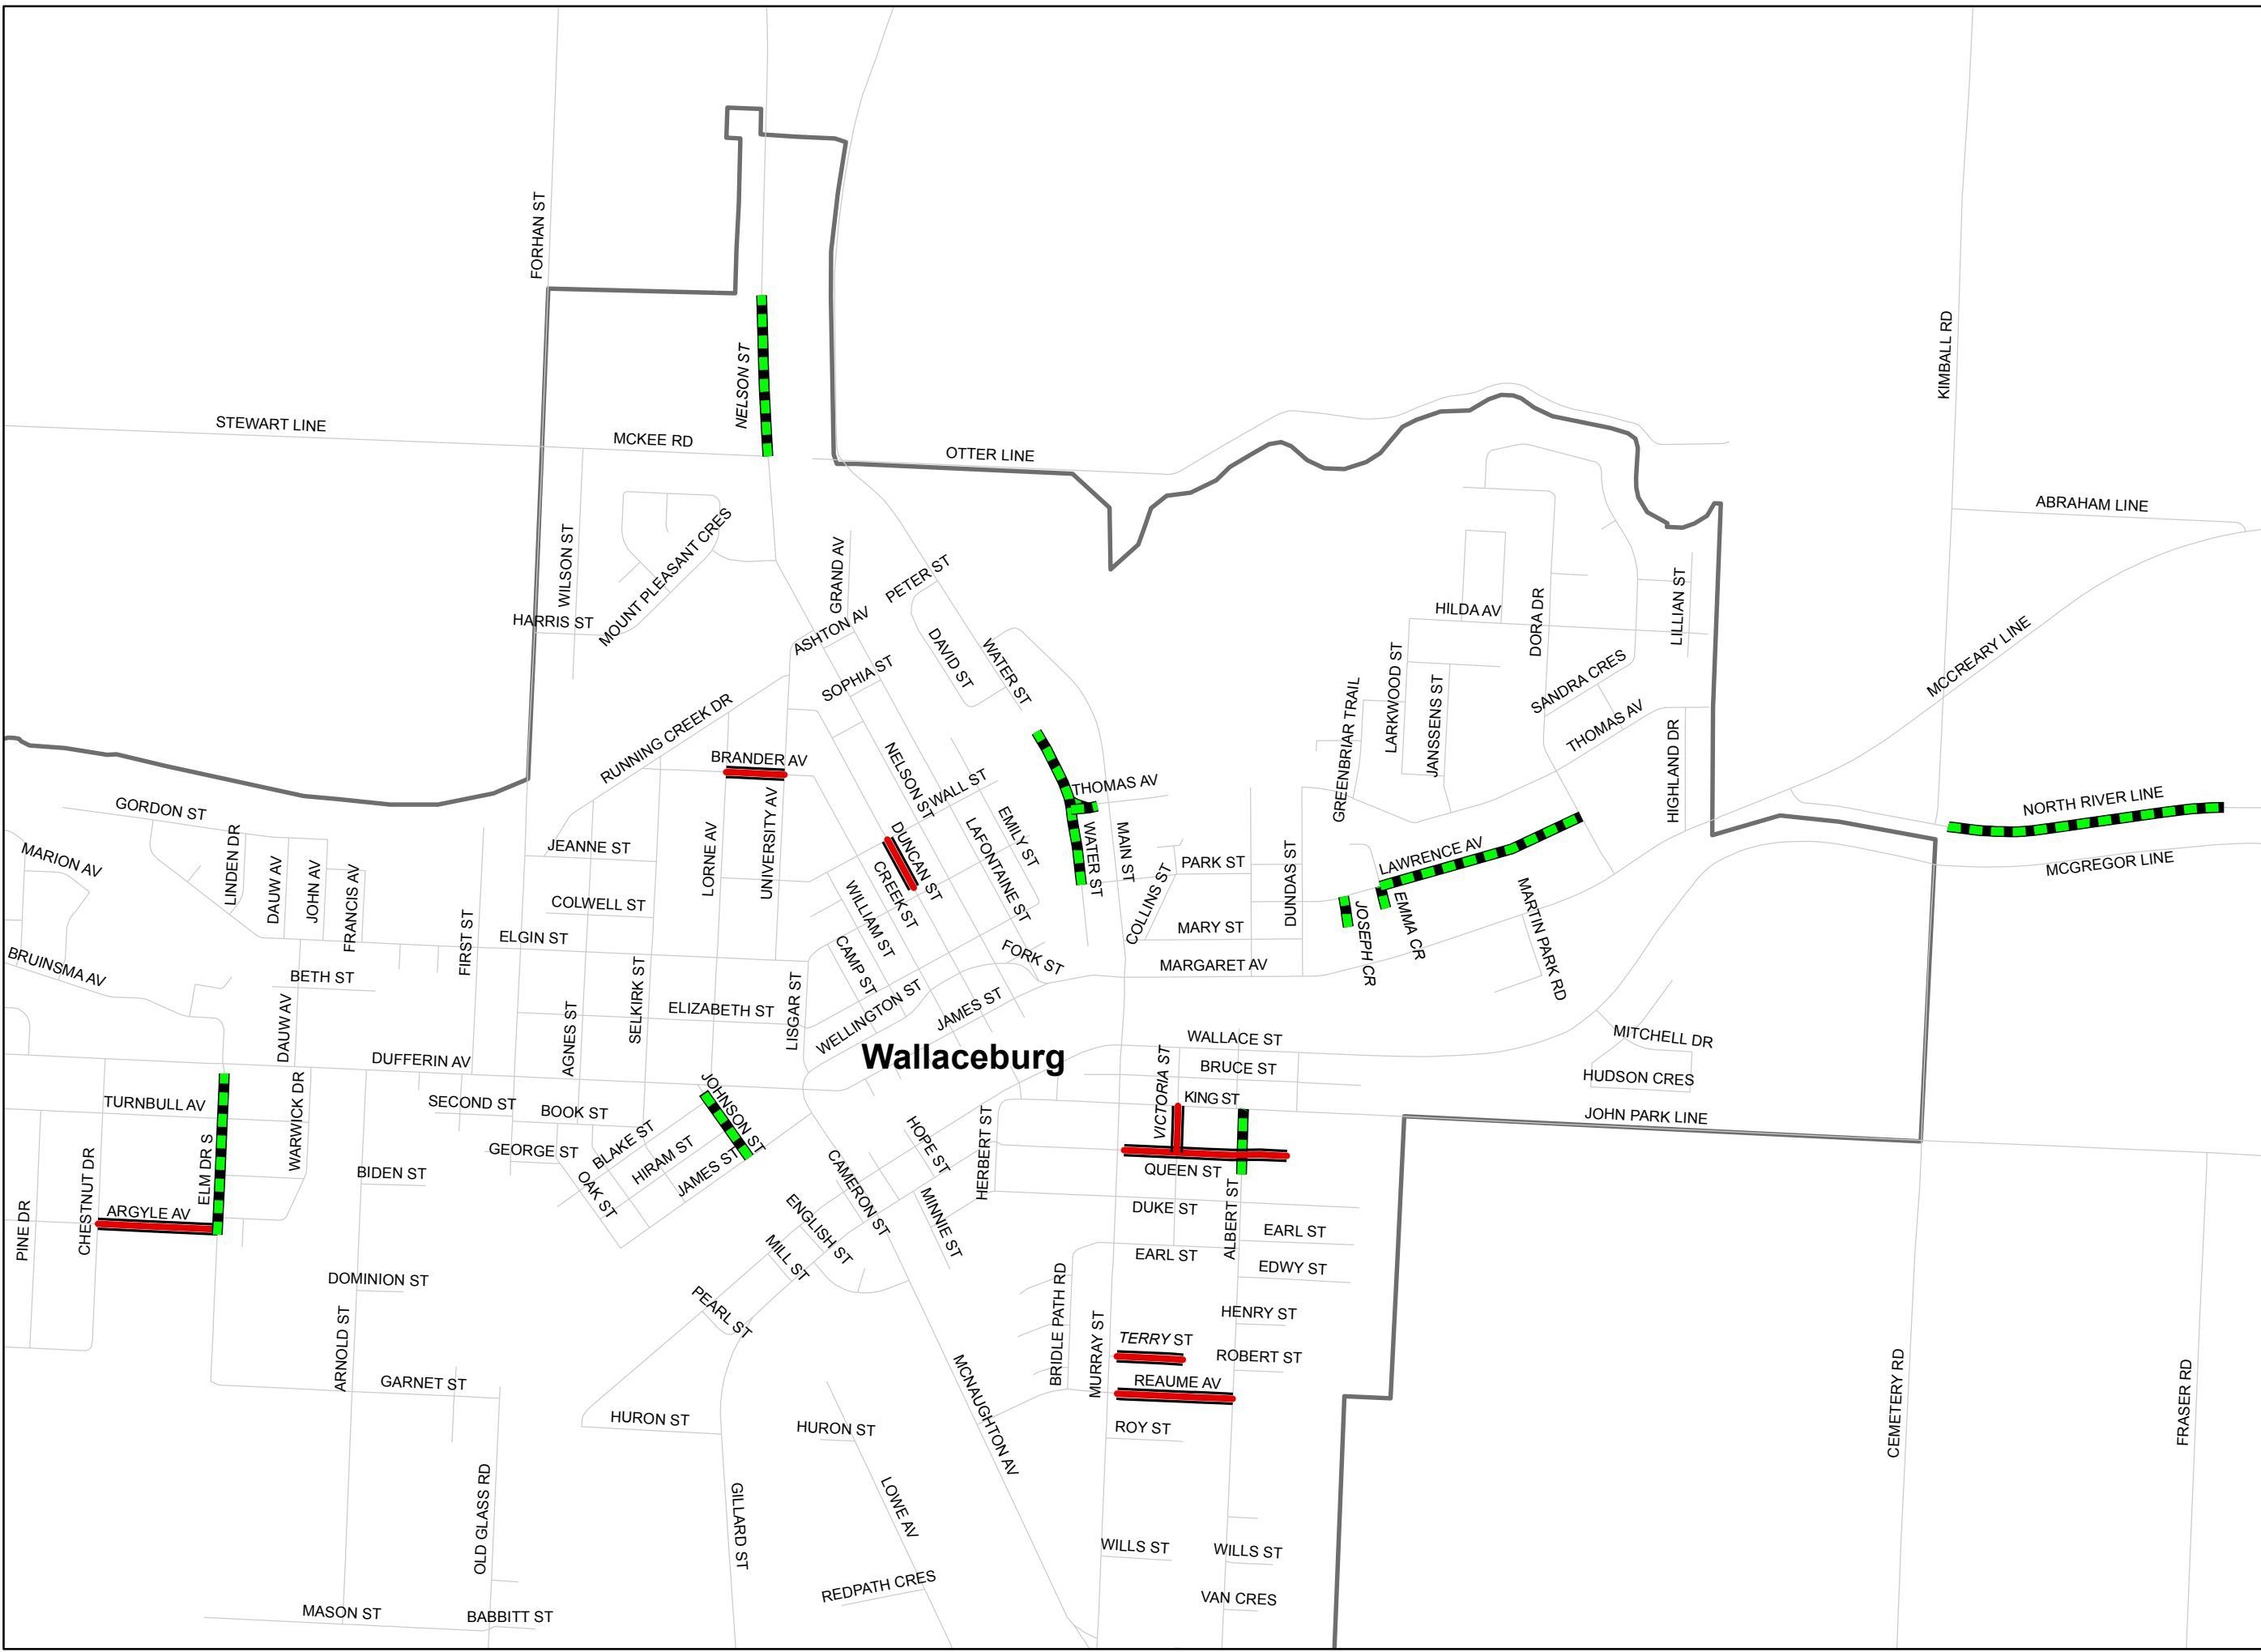 FORHAN ST
KIMBALL RD
NELSON ST
STEWART LINE
MCKEE RD
OTTER LINE
ABRAHAM LINE
WILSON ST
MOUNT PLEASANT CRES
GRAND AV
PETER ST
HARRIS ST
ASHTON AV
DAVID ST
WATER ST
SOPHIA ST
HILDA AV
DORA DR
LILLIAN ST
LARKWOOD ST
JANSSENS ST
GREENBRIAR TRAIL
SANDRA CRES
THOMAS AV
HIGHLAND DR
MCCREARY LINE
RUNNING CREEK DR
BRANDER AV
NELSON ST
WALL ST
THOMAS AV
NORTH RIVER LINE
MCGREGOR LINE
GORDON ST
MARION AV
LINDEN DR
DAUW AV
JOHN AV
FRANCIS AV
JEANNE ST
LORNE AV
UNIVERSITY AV
DUNCAN ST
CREEK ST
LAFONTAINE ST
EMILY ST
WATER ST
MAIN ST
COLLINS ST
PARK ST
DUNDAS ST
LAWRENCE AV
JOSEPH CR
EMMA CR
MARTIN PARK RD
COLWELL ST
WILLIAM ST
CAMP ST
FIRST ST
ELGIN ST
MARY ST
FORK ST
MARGARET AV
BRUINSMA AV
BETH ST
DAUW AV
AGNES ST
SELKIRK ST
ELIZABETH ST
LISGAR ST
WELLINGTON ST
JAMES ST
Wallaceburg
WALLACE ST
MITCHELL DR
DUFFERIN AV
BRUCE ST
HUDSON CRES
VICTORIA ST
KING ST
JOHN PARK LINE
TURNBULL AV
WARWICK DR
SECOND ST
BOOK ST
JOHNSON ST
GEORGE ST
BLAKE ST
HIRAM ST
JAMES ST
OAK ST
HOPE ST
HERBERT ST
CAMERON ST
MINNIE ST
QUEEN ST
ALBERT ST
DUKE ST
EARL ST
EARL ST
EDWY ST
CHESTNUT DR
ELM DR S
PINE DR
ARGYLE AV
BIDEN ST
ENGLISH ST
MILL ST
PEARL ST
DOMINION ST
ARNOLD ST
GARNET ST
BRIDLE PATH RD
MURRAY ST
HENRY ST
TERRY ST
ROBERT ST
REAUME AV
ROY ST
HURON ST
HURON ST
MCNAUGHTON AV
LOWE AV
GILLARD ST
OLD GLASS RD
CEMETERY RD
FRASER RD
WILLS ST
WILLS ST
VAN CRES
REDPATH CRES
MASON ST
BABBITT ST